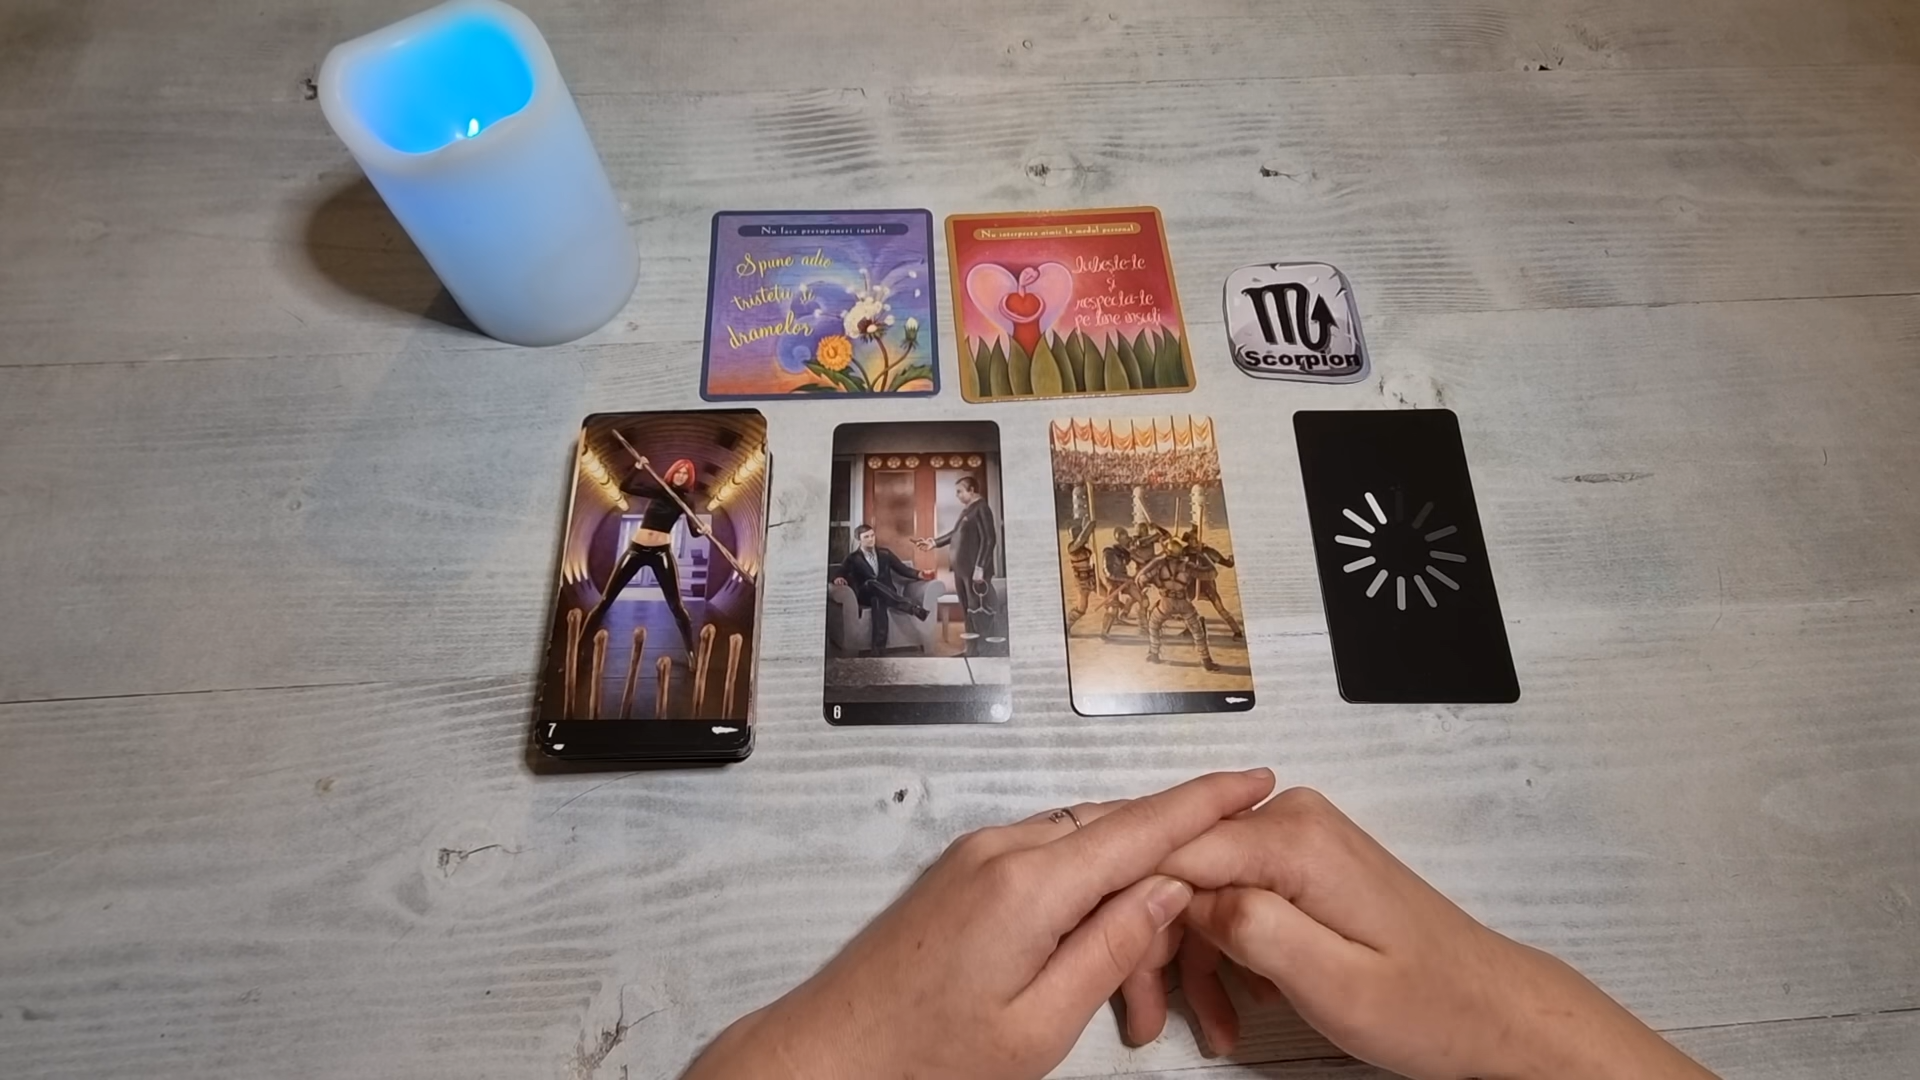 Nu face presupuneri inutile
Spune adio
tristeții și
dramelor
Nu interpreta nimic la modul personal
Iubește-te
și
respectă-te
pe tine însuți
Scorpion
7
6